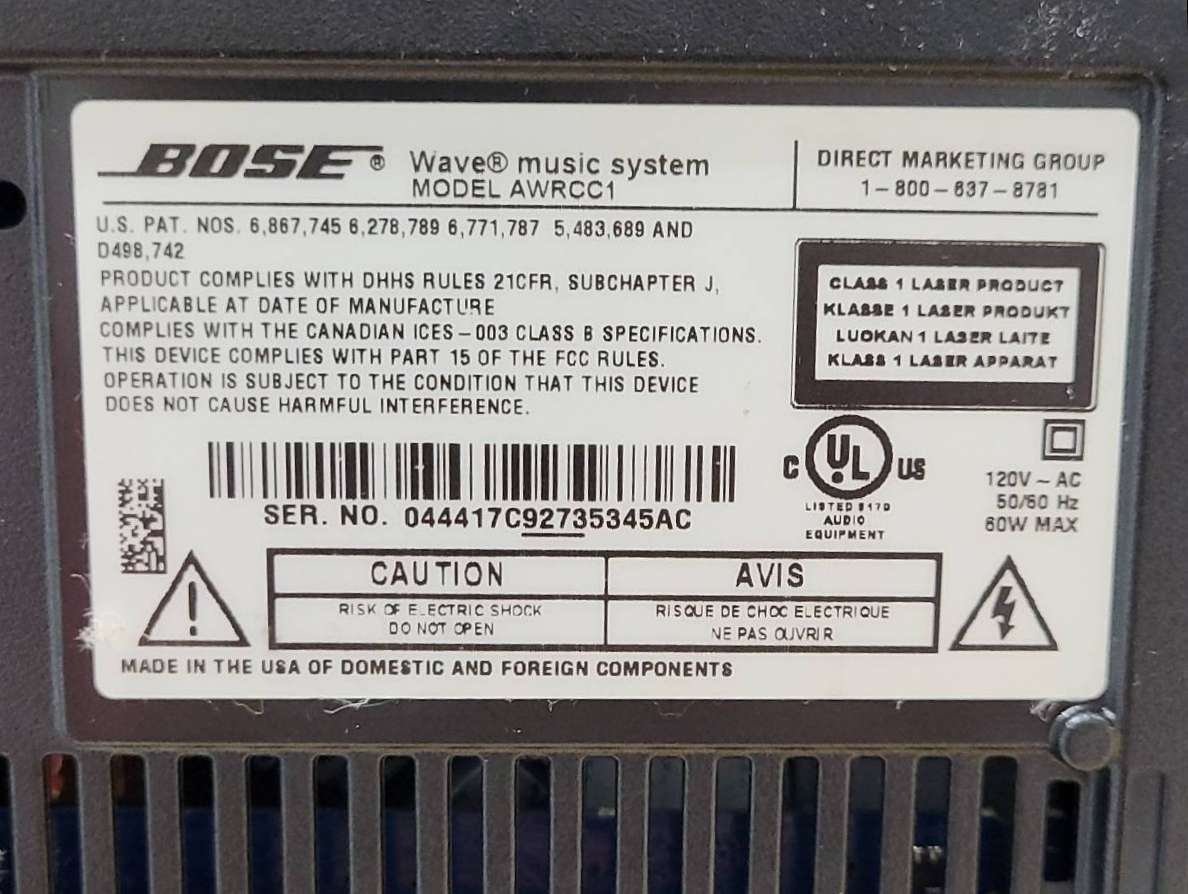 BOSE® Wave® music system
MODEL AWRCC1
DIRECT MARKETING GROUP
1-800-637-8781
U.S. PAT. NOS. 6,867,745 6,278,789 6,771,787 5,483,689 AND
D498,742
PRODUCT COMPLIES WITH DHHS RULES 21CFR, SUBCHAPTER J,
APPLICABLE AT DATE OF MANUFACTURE
COMPLIES WITH THE CANADIAN ICES-003 CLASS B SPECIFICATIONS.
THIS DEVICE COMPLIES WITH PART 15 OF THE FCC RULES.
OPERATION IS SUBJECT TO THE CONDITION THAT THIS DEVICE
DOES NOT CAUSE HARMFUL INTERFERENCE.
CLASS 1 LASER PRODUCT
KLASSE 1 LASER PRODUKT
LUOKAN 1 LASER LAITE
KLASS 1 LASER APPARAT
C UL US
LISTED 917D
AUDIO
EQUIPMENT
120V ~ AC
50/60 Hz
60W MAX
SER. NO. 044417C92735345AC
CAUTION
RISK OF ELECTRIC SHOCK
DO NOT OPEN
AVIS
RISQUE DE CHOC ELECTRIQUE
NE PAS OUVRIR
MADE IN THE USA OF DOMESTIC AND FOREIGN COMPONENTS